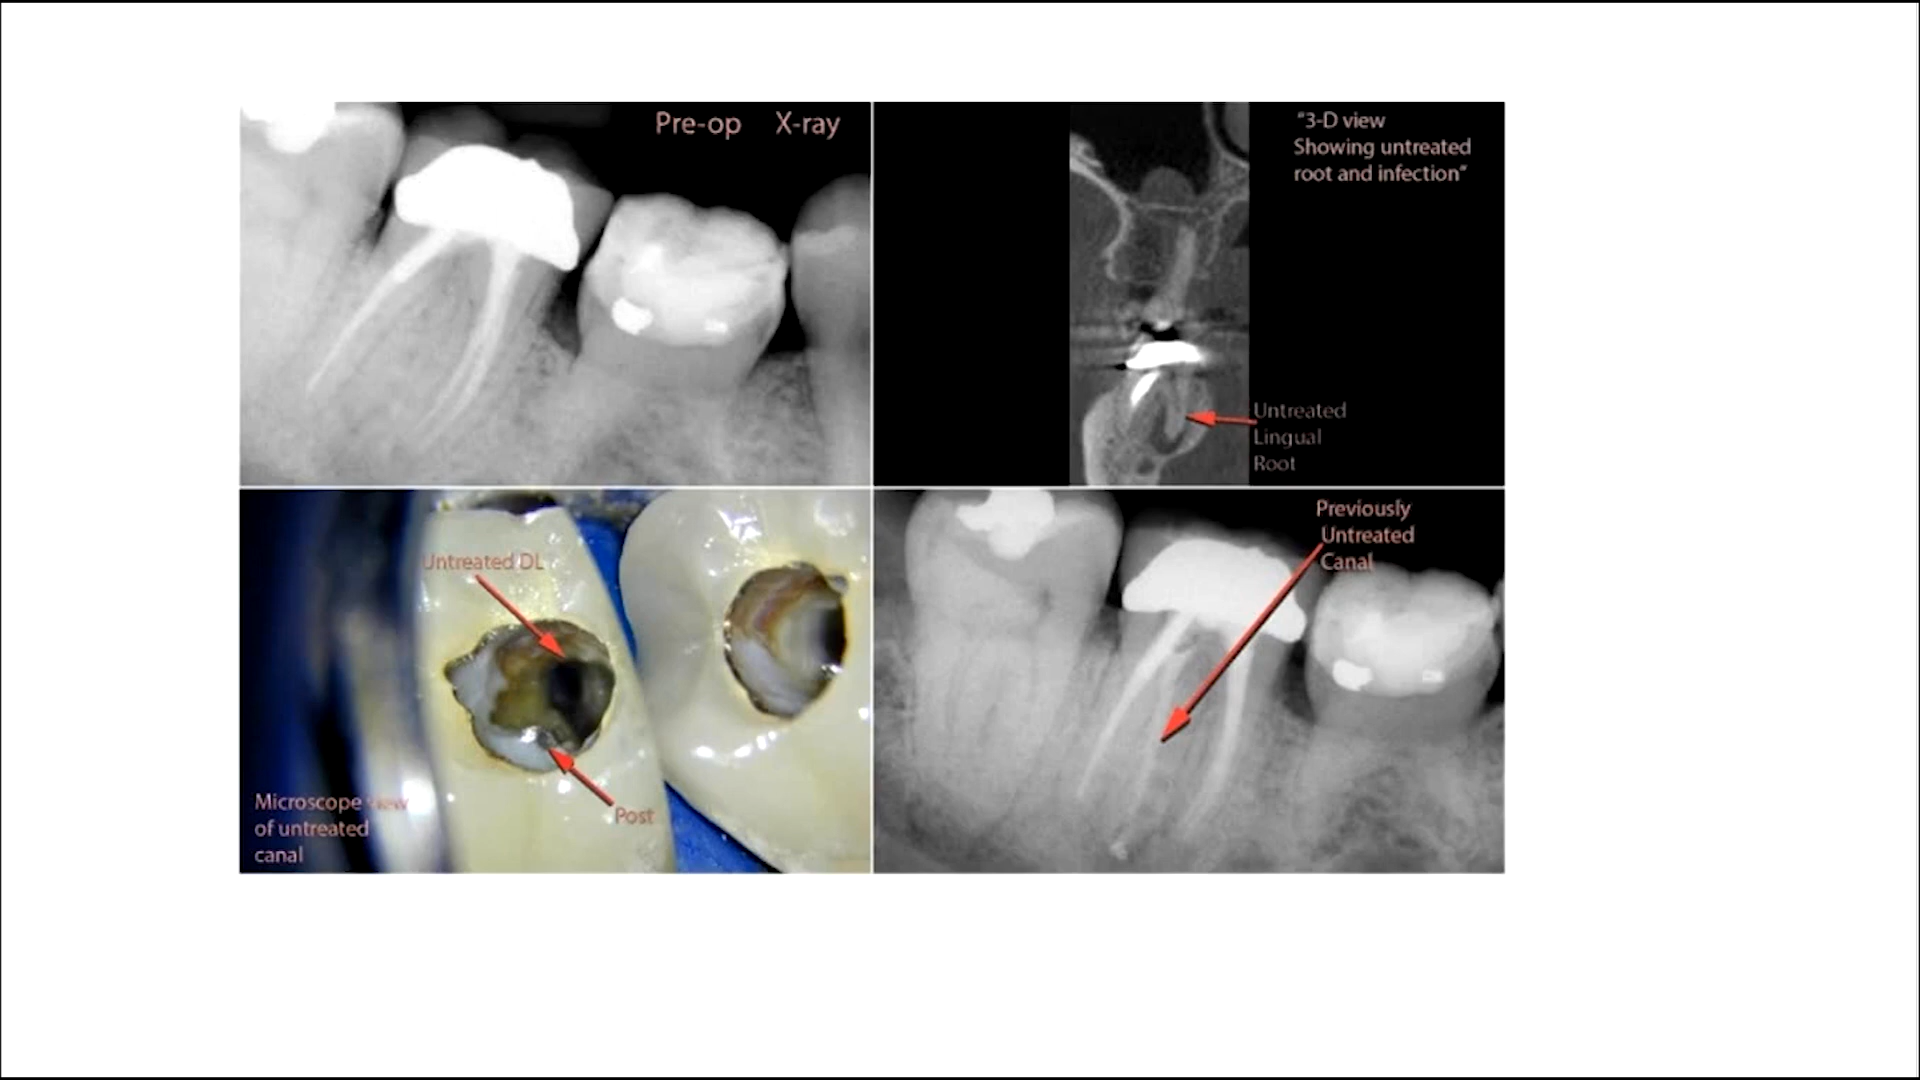 Pre-op X-ray
"3-D view
Showing untreated
root and infection"
Untreated
Lingual
Root
Untreated DL
Post
Microscope view
of untreated
canal
Previously
Untreated
Canal